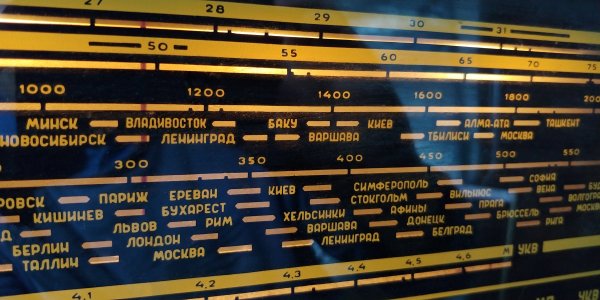 27 28 29 30 31
50 55 60 65 70 75
1000 1200 1400 1600 1800
МИНСК ВЛАДИВОСТОК БАКУ КИЕВ АЛМА-АТА ТАШКЕНТ
НОВОСИБИРСК ЛЕНИНГРАД ВАРШАВА ТБИЛИСИ МОСКВА
300 350 400 450 500 550
СОФИЯ
ПАРИЖ ЕРЕВАН КИЕВ СИМФЕРОПОЛЬ ВЕНА
СТОКГОЛЬМ ВИЛЬНЮС
КИШИНЕВ БУХАРЕСТ АФИНЫ ПРАГА
ЛЬВОВ РИМ ХЕЛЬСИНКИ ДОНЕЦК БРЮССЕЛЬ МОСКВА
ВАРШАВА РИГА
БЕРЛИН ЛОНДОН ЛЕНИНГРАД БЕЛГРАД
ТАЛЛИН МОСКВА
М УКВ
4,1 4,2 4,3 4,4 4,5 4,6
УКВ